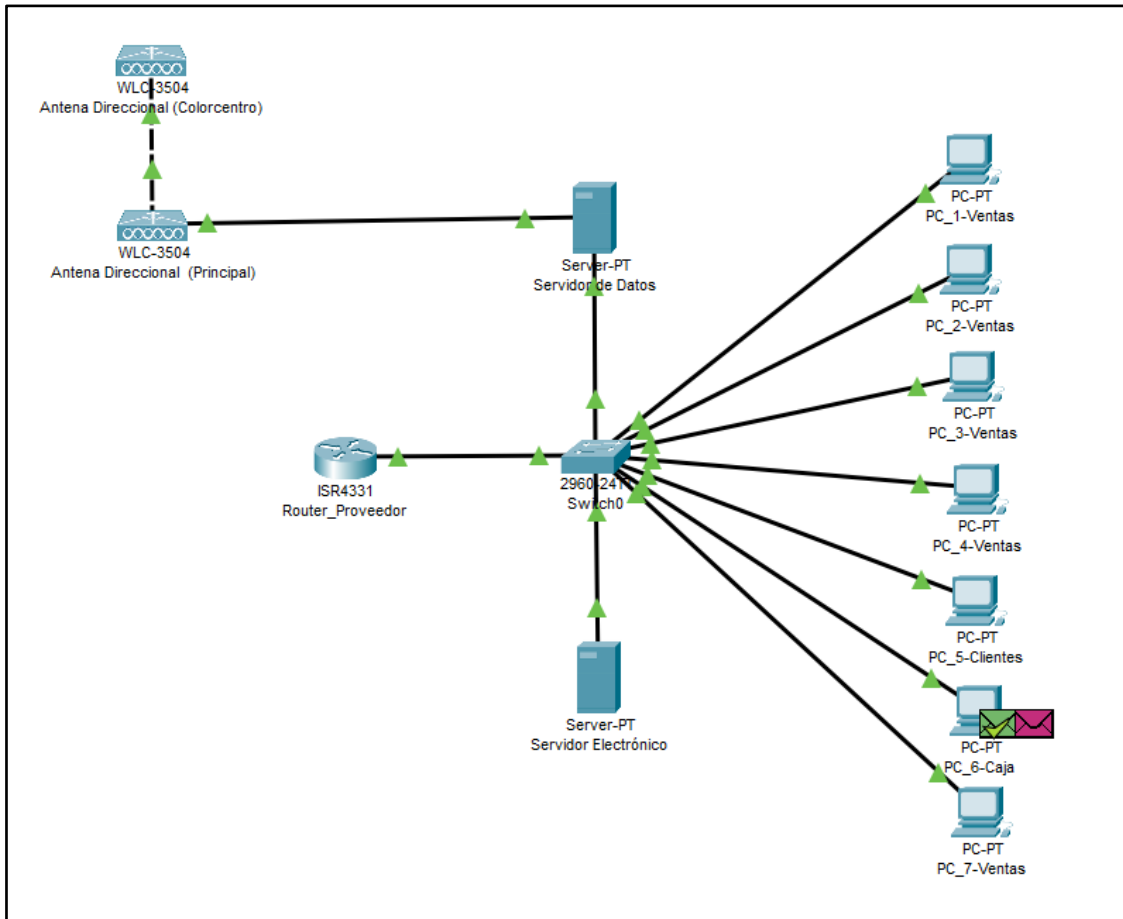 WLC-3504
Antena Direccional (Colorcentro)
WLC-3504
Antena Direccional (Principal)
Server-PT
Servidor de Datos
ISR4331
Router_Proveedor
Switch0
Server-PT
Servidor Electrónico
PC-PT
PC_1-Ventas
PC-PT
PC_2-Ventas
PC-PT
PC_3-Ventas
PC-PT
PC_4-Ventas
PC-PT
PC_5-Clientes
PC-PT
PC_6-Caja
PC-PT
PC_7-Ventas